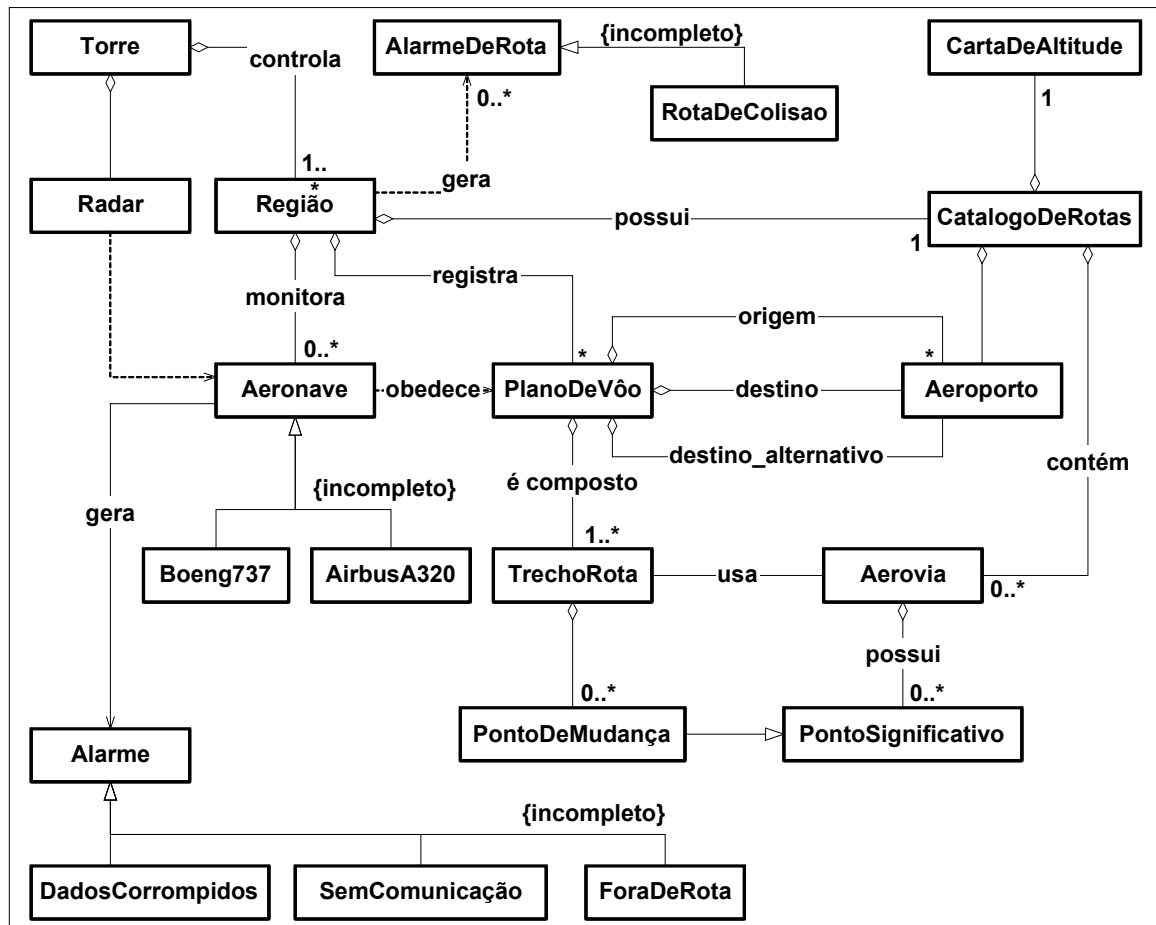 Torre
controla
AlarmeDeRota
{incompleto}
CartaDeAltitude
0..*
1
RotaDeColisao
1..
*
gera
Radar
Região
possui
CatalogoDeRotas
1
registra
monitora
origem
0..*
*
*
Aeronave
obedece
PlanoDeVôo
destino
Aeroporto
destino_alternativo
contém
é composto
{incompleto}
gera
1..*
Boeng737
AirbusA320
TrechoRota
usa
Aerovia
0..*
possui
0..*
0..*
PontoDeMudança
PontoSignificativo
Alarme
{incompleto}
DadosCorrompidos
SemComunicação
ForaDeRota